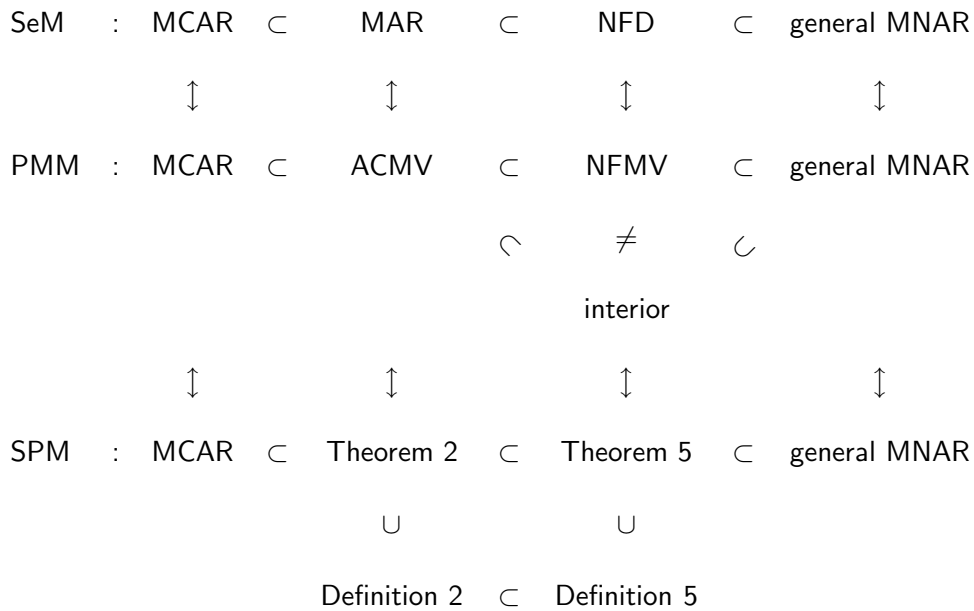 SeM : MCAR ⊂ MAR ⊂ NFD ⊂ general MNAR
↕ ↕ ↕ ↕
PMM : MCAR ⊂ ACMV ⊂ NFMV ⊂ general MNAR
⊂ ≠ ⊂
interior
↕ ↕ ↕ ↕
SPM : MCAR ⊂ Theorem 2 ⊂ Theorem 5 ⊂ general MNAR
∪ ∪
Definition 2 ⊂ Definition 5